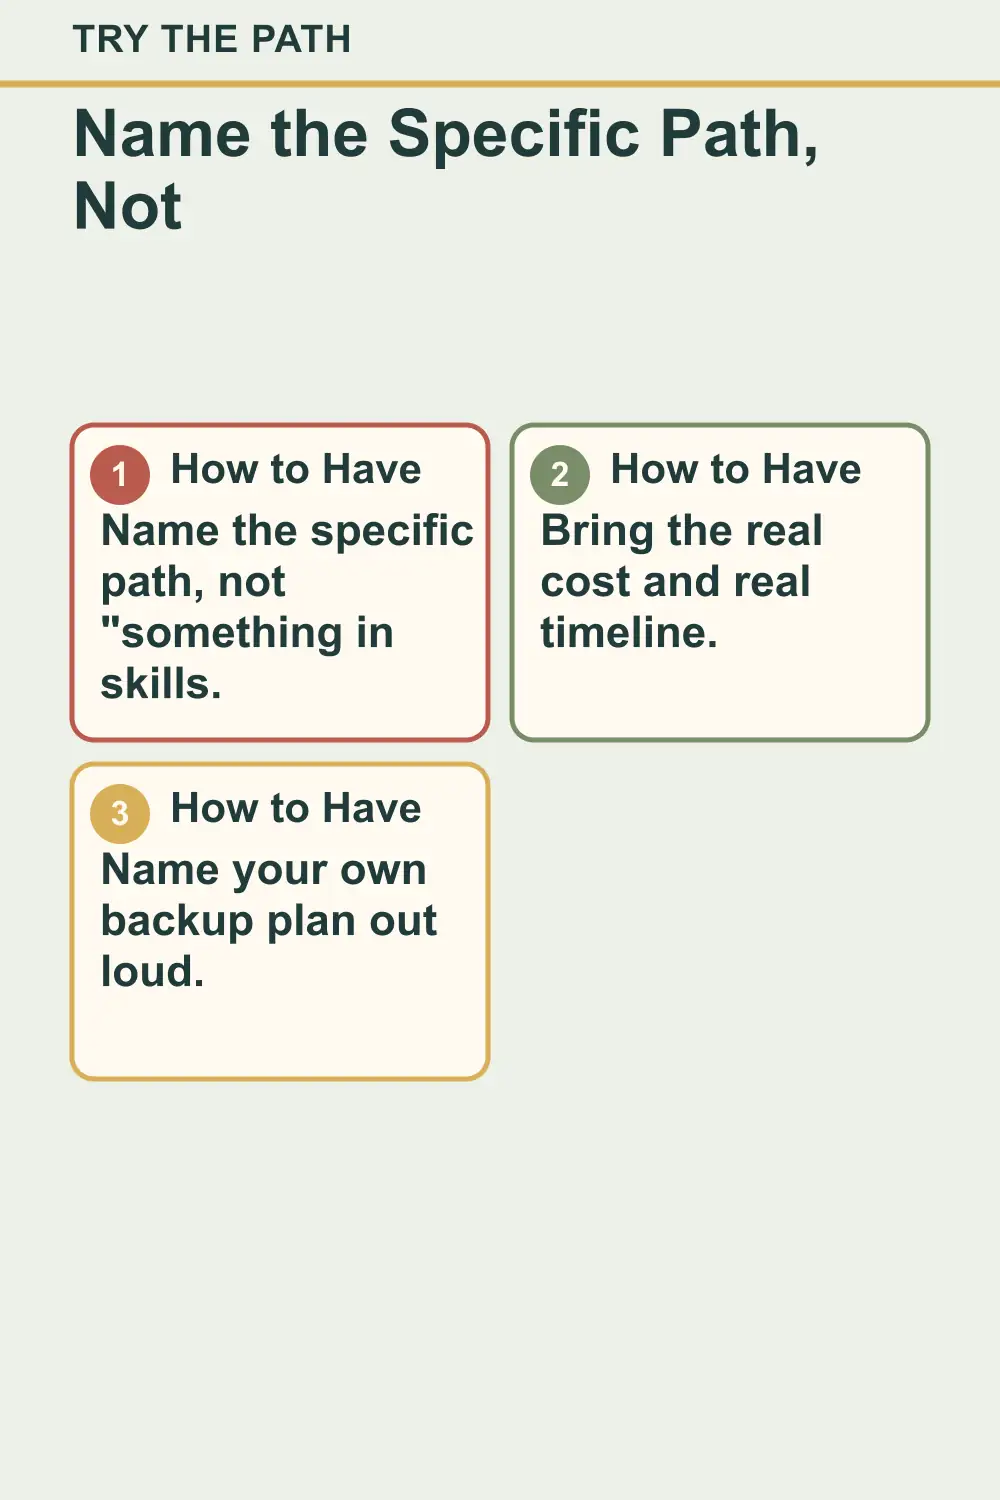 TRY THE PATH
Name the Specific Path,
Not
1 How to Have
Name the specific
path, not
"something in
skills.
2 How to Have
Bring the real
cost and real
timeline.
3 How to Have
Name your own
backup plan out
loud.